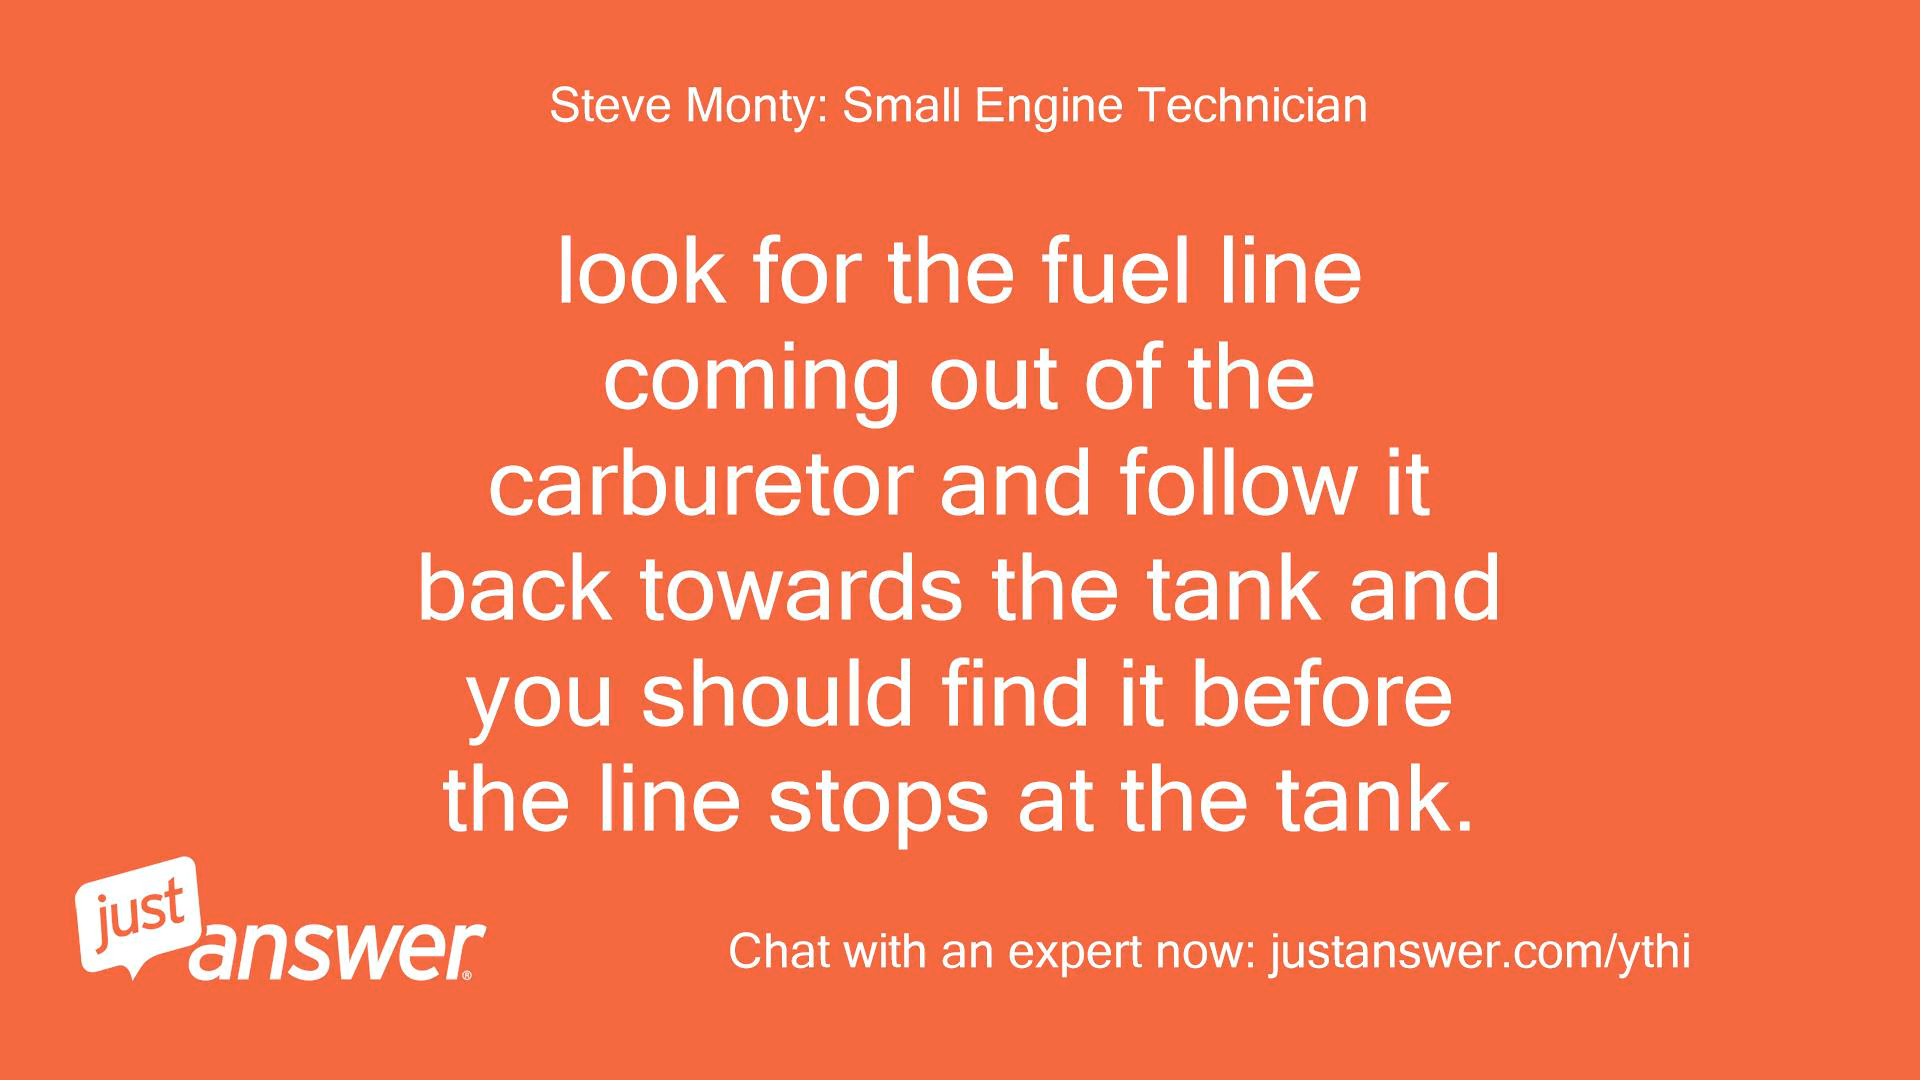 Steve Monty: Small Engine Technician
look for the fuel line
coming out of the
carburetor and follow it
back towards the tank and
you should find it before
the line stops at the tank.
just
answer®
Chat with an expert now: justanswer.com/ythi